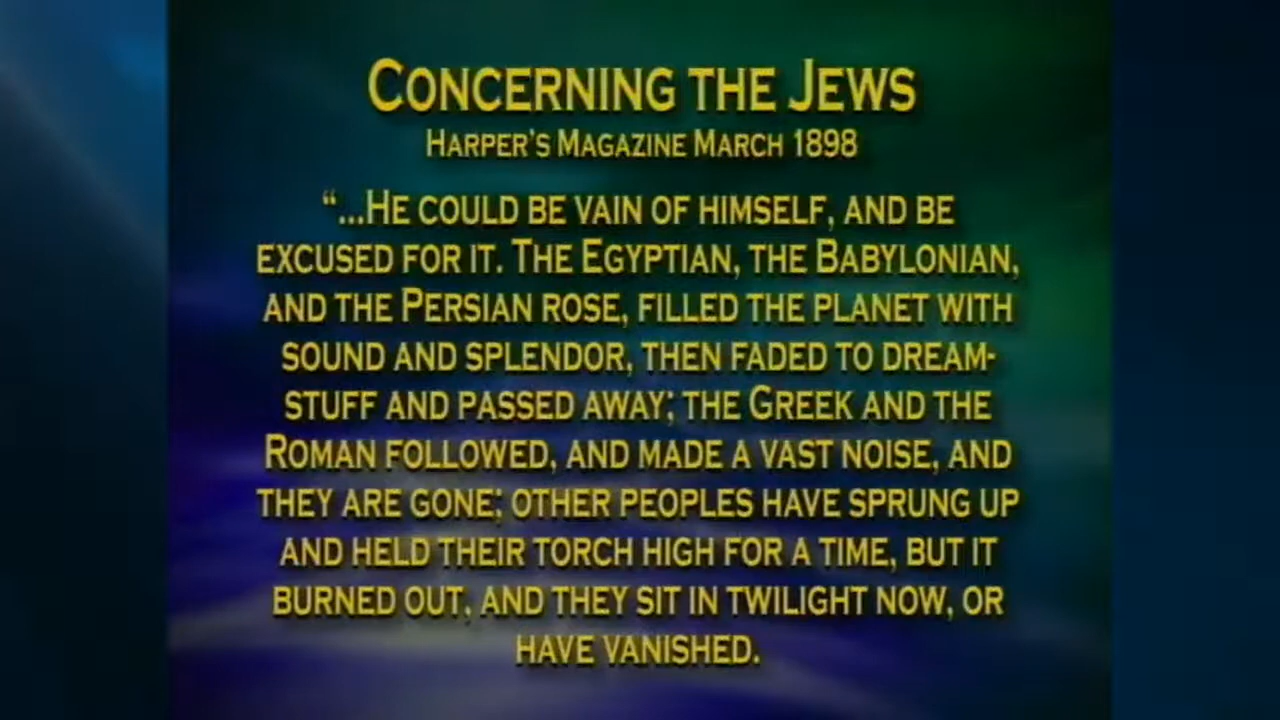 CONCERNING THE JEWS
HARPER'S MAGAZINE MARCH 1898
“...HE COULD BE VAIN OF HIMSELF, AND BE
EXCUSED FOR IT. THE EGYPTIAN, THE BABYLONIAN,
AND THE PERSIAN ROSE, FILLED THE PLANET WITH
SOUND AND SPLENDOR, THEN FADED TO DREAM-
STUFF AND PASSED AWAY; THE GREEK AND THE
ROMAN FOLLOWED, AND MADE A VAST NOISE, AND
THEY ARE GONE; OTHER PEOPLES HAVE SPRUNG UP
AND HELD THEIR TORCH HIGH FOR A TIME, BUT IT
BURNED OUT, AND THEY SIT IN TWILIGHT NOW, OR
HAVE VANISHED.